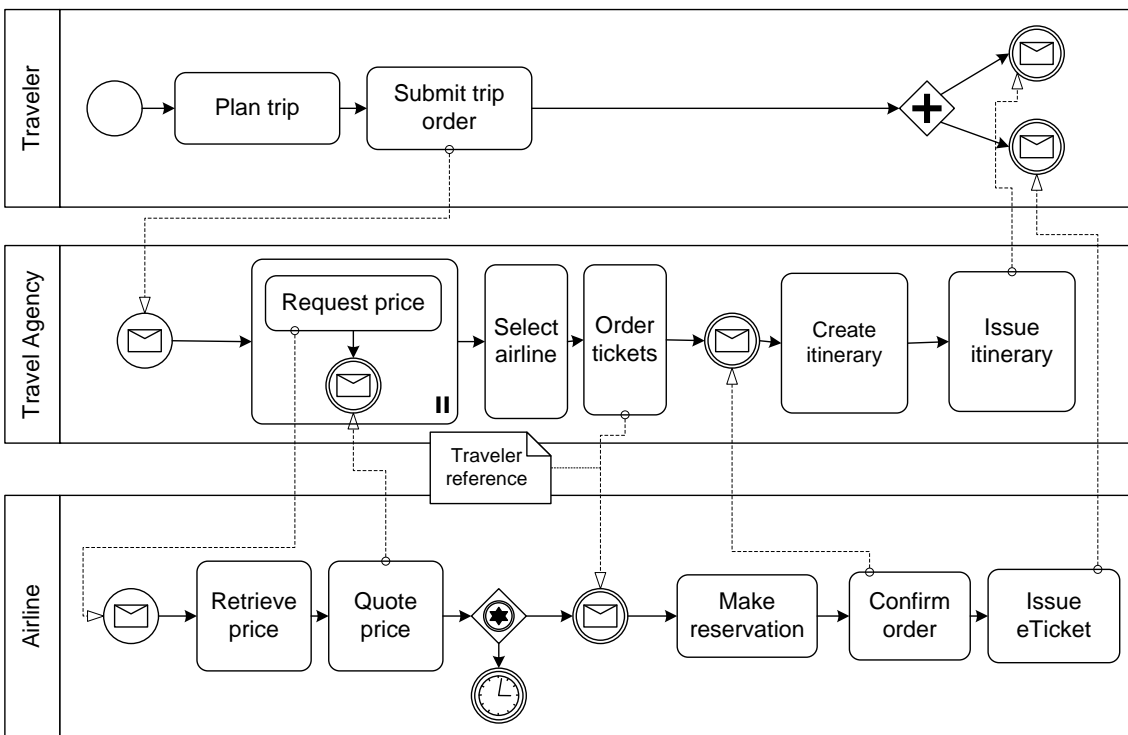 Traveler
Plan trip
Submit trip
order
Travel Agency
Request price
Select
airline
Order
tickets
Create
itinerary
Issue
itinerary
Traveler
reference
Airline
Retrieve
price
Quote
price
Make
reservation
Confirm
order
Issue
eTicket